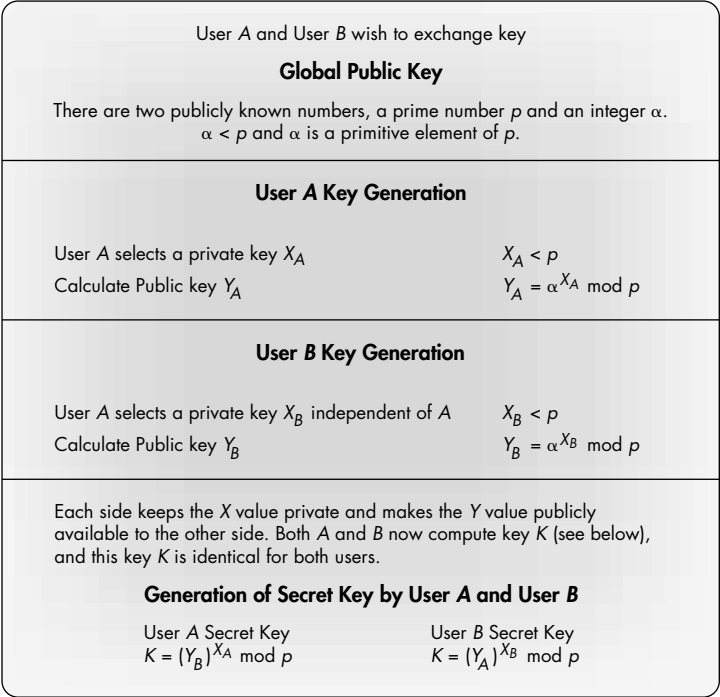 User A and User B wish to exchange key
Global Public Key
There are two publicly known numbers, a prime number p and an integer α.
α < p and α is a primitive element of p.
User A Key Generation
User A selects a private key X_A X_A < p
Calculate Public key Y_A Y_A = α^{X_A} mod p
User B Key Generation
User A selects a private key X_B independent of A X_B < p
Calculate Public key Y_B Y_B = α^{X_B} mod p
Each side keeps the X value private and makes the Y value publicly
available to the other side. Both A and B now compute key K (see below),
and this key K is identical for both users.
Generation of Secret Key by User A and User B
User A Secret Key User B Secret Key
K = (Y_B)^{X_A} mod p K = (Y_A)^{X_B} mod p